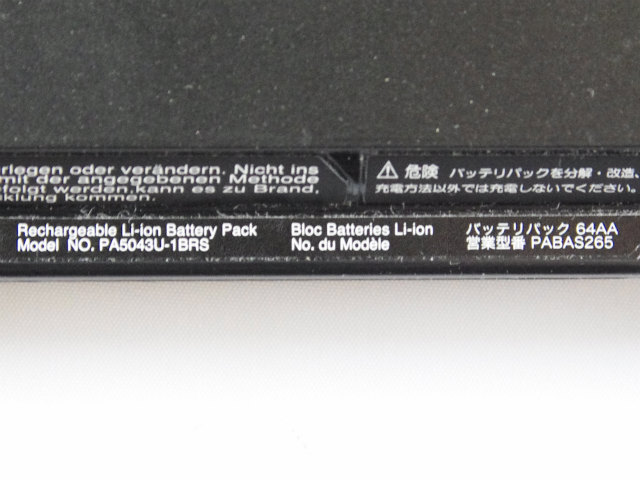 rlegen oder verändern. Nicht ins
mit der angegebenen Methode
efolgt werden, kann es zu Brand,
klung kommen.
⚠危険 バッテリパックを分解・改造、
充電方法以外では充電しないでください。
Rechargeable Li-ion Battery Pack
Model NO. PA5043U-1BRS
Bloc Batteries Li-ion
No. du Modèle
バッテリパック 64AA
営業型番 PABAS265